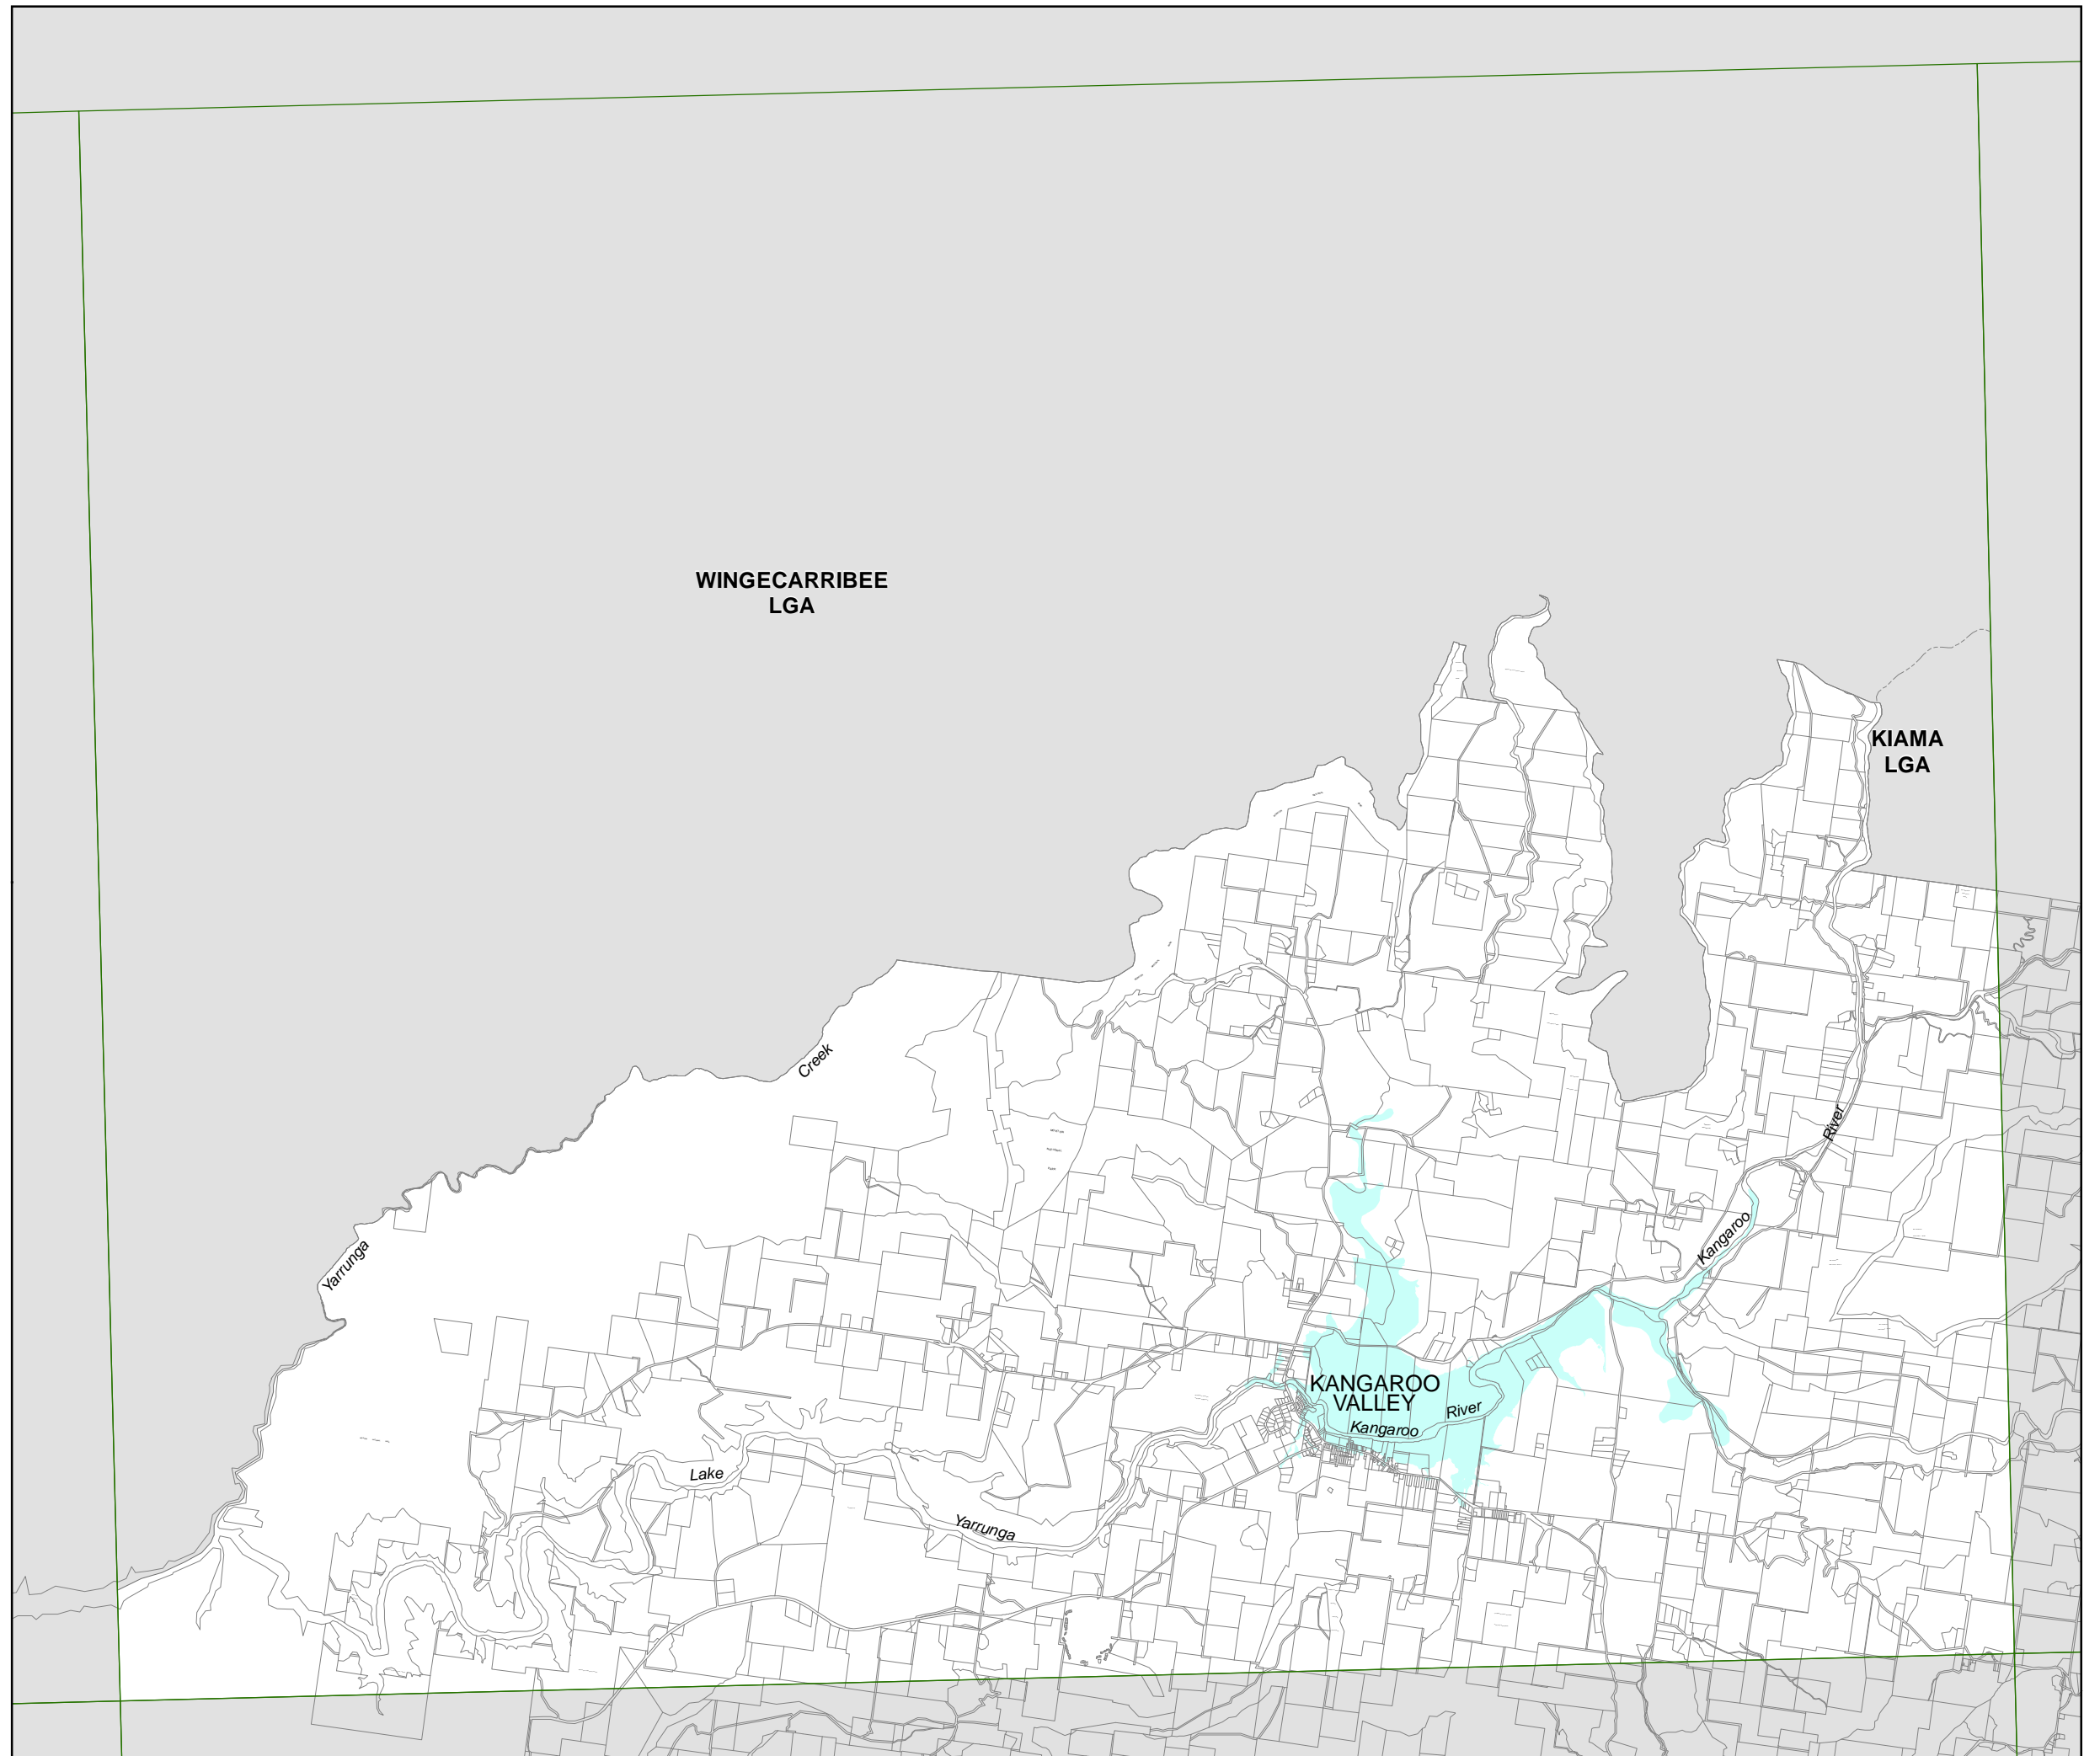 WINGECARRIBEE
LGA
KIAMA
LGA
Creek
River
Yarrunga
Kangaroo
KANGAROO
VALLEY
River
Kangaroo
Lake
Yarrunga